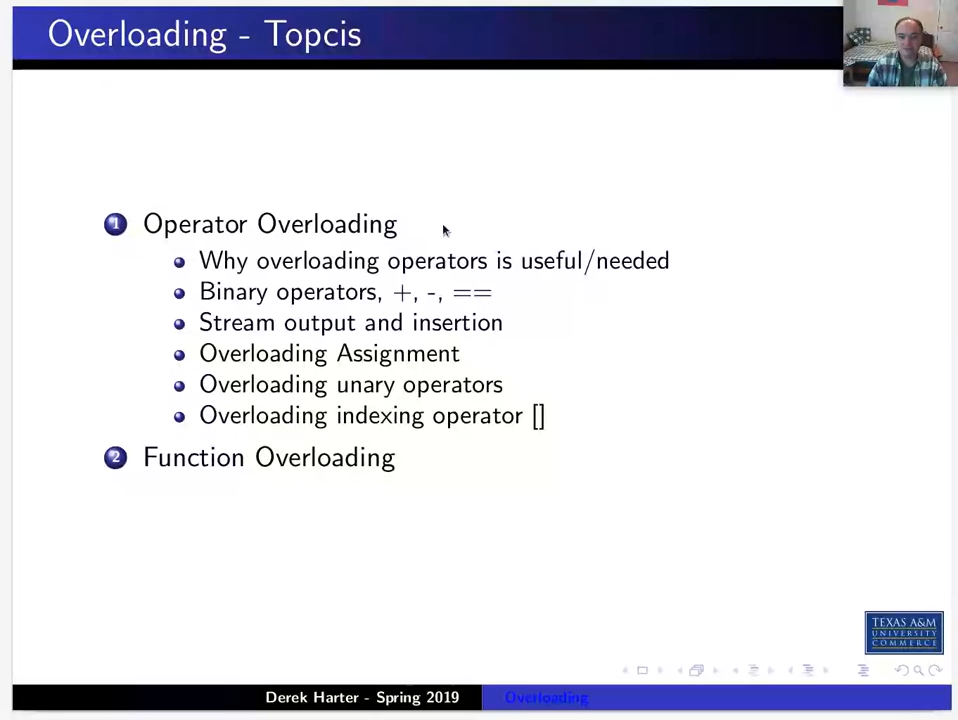 Overloading - Topcis
1 Operator Overloading
Why overloading operators is useful/needed
Binary operators, +, -, ==
Stream output and insertion
Overloading Assignment
Overloading unary operators
Overloading indexing operator []
2 Function Overloading
TEXAS A&M
UNIVERSITY
COMMERCE
Derek Harter - Spring 2019
Overloading